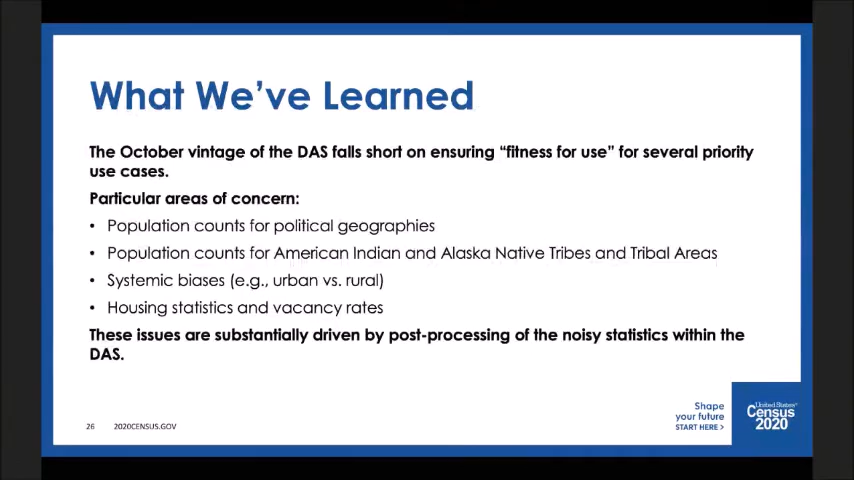 What We've Learned
The October vintage of the DAS falls short on ensuring “fitness for use” for several priority
use cases.
Particular areas of concern:
• Population counts for political geographies
• Population counts for American Indian and Alaska Native Tribes and Tribal Areas
• Systemic biases (e.g., urban vs. rural)
• Housing statistics and vacancy rates
These issues are substantially driven by post-processing of the noisy statistics within the
DAS.
26 2020CENSUS.GOV
Shape
your future
START HERE >
United States®
Census
2020